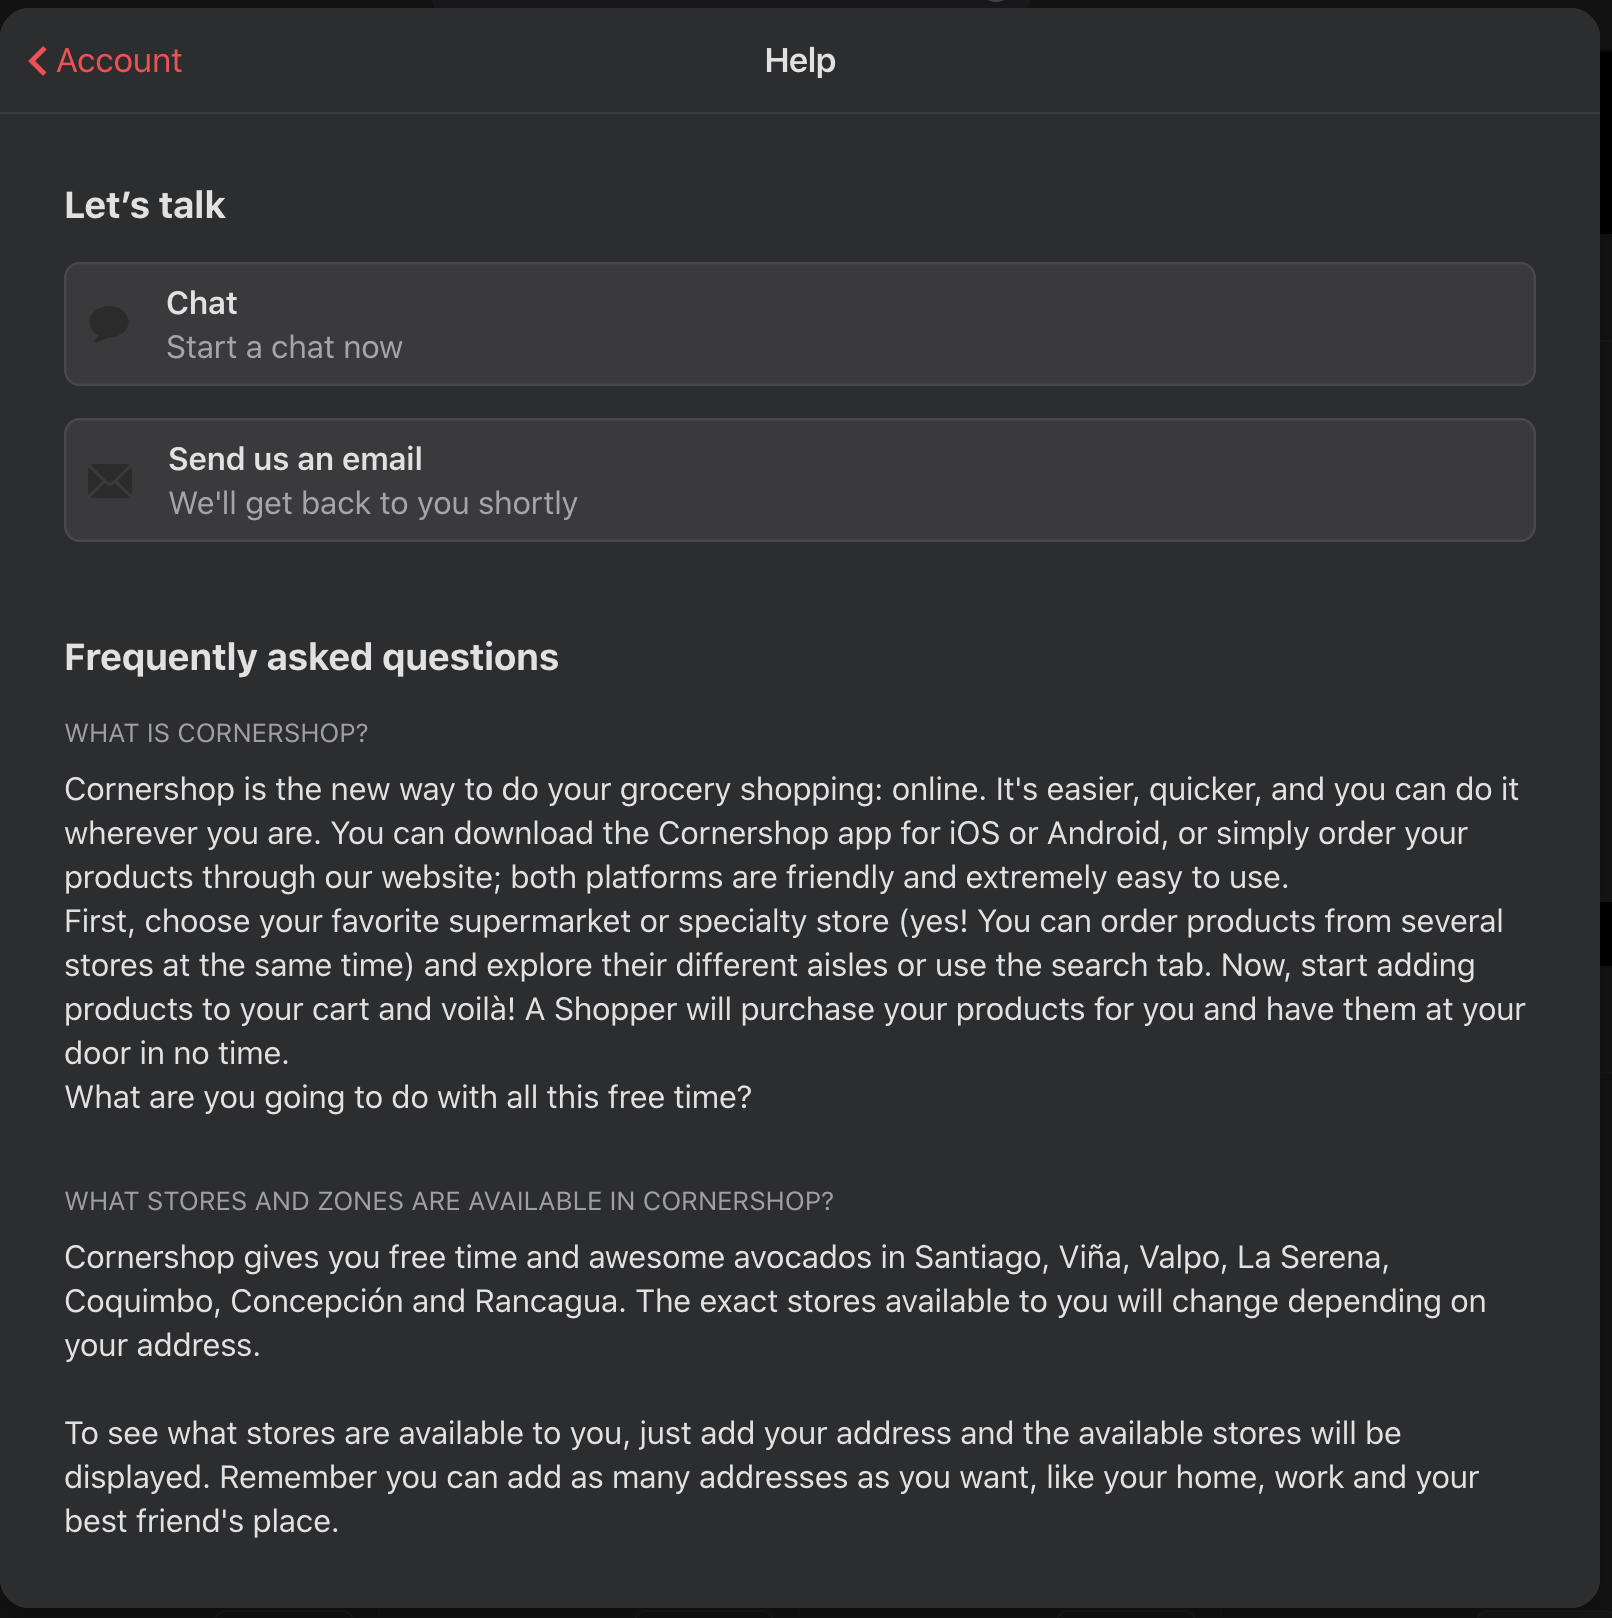 Account
Help
Let’s talk
Chat
Start a chat now
Send us an email
We'll get back to you shortly
Frequently asked questions
WHAT IS CORNERSHOP?
Cornershop is the new way to do your grocery shopping: online. It's easier, quicker, and you can do it
wherever you are. You can download the Cornershop app for iOS or Android, or simply order your
products through our website; both platforms are friendly and extremely easy to use.
First, choose your favorite supermarket or specialty store (yes! You can order products from several
stores at the same time) and explore their different aisles or use the search tab. Now, start adding
products to your cart and voilà! A Shopper will purchase your products for you and have them at your
door in no time.
What are you going to do with all this free time?
WHAT STORES AND ZONES ARE AVAILABLE IN CORNERSHOP?
Cornershop gives you free time and awesome avocados in Santiago, Viña, Valpo, La Serena,
Coquimbo, Concepción and Rancagua. The exact stores available to you will change depending on
your address.
To see what stores are available to you, just add your address and the available stores will be
displayed. Remember you can add as many addresses as you want, like your home, work and your
best friend's place.